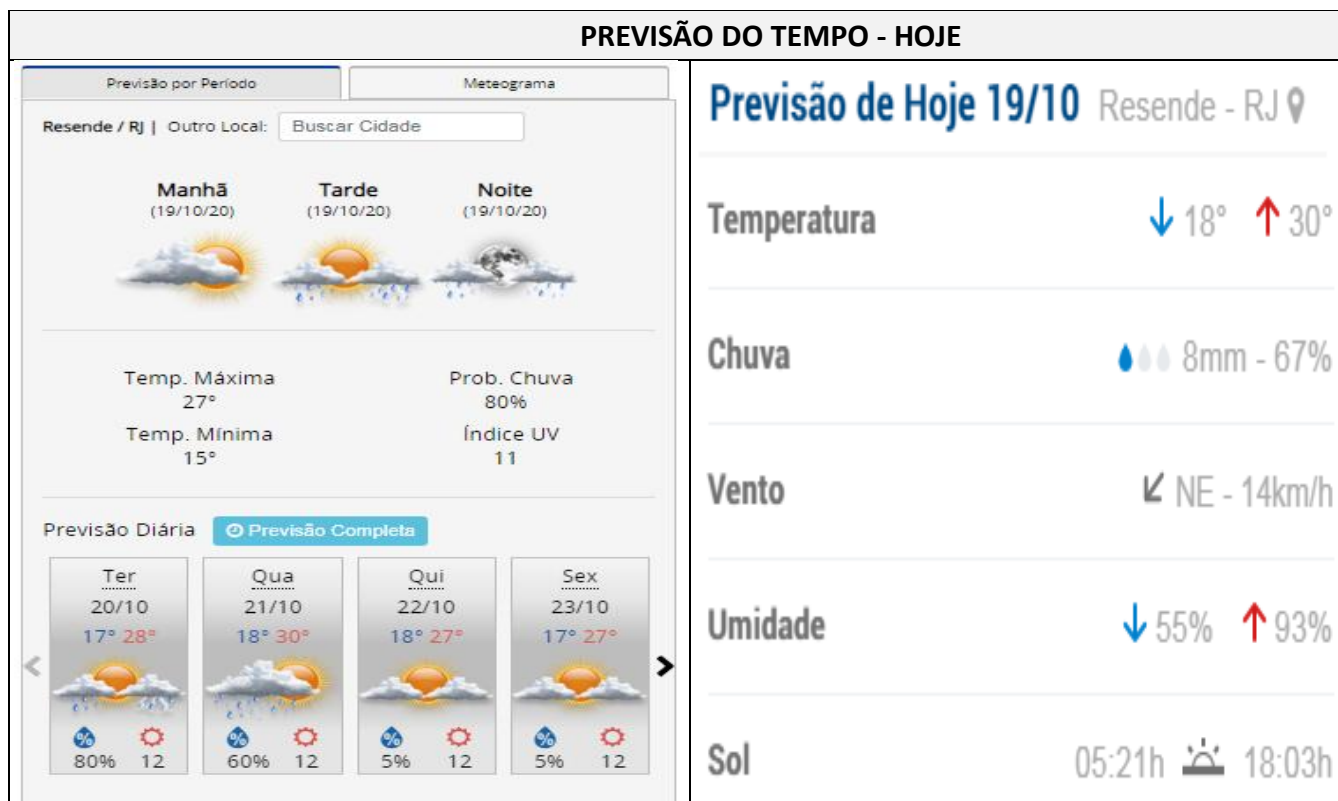 PREVISÃO DO TEMPO - HOJE
Previsão por Período Meteograma
Resende / RJ | Outro Local: Buscar Cidade
Manhã Tarde Noite
(19/10/20) (19/10/20) (19/10/20)
Temp. Máxima Prob. Chuva
27° 80%
Temp. Mínima Índice UV
15° 11
Previsão Diária Previsão Completa
Ter Qua Qui Sex
20/10 21/10 22/10 23/10
17° 28° 18° 30° 18° 27° 17° 27°
% % % %
80% 12 60% 12 5% 12 5% 12
Previsão de Hoje 19/10 Resende - RJ
Temperatura ↓ 18° ↑ 30°
Chuva 8mm - 67%
Vento NE - 14km/h
Umidade ↓ 55% ↑ 93%
Sol 05:21h 18:03h